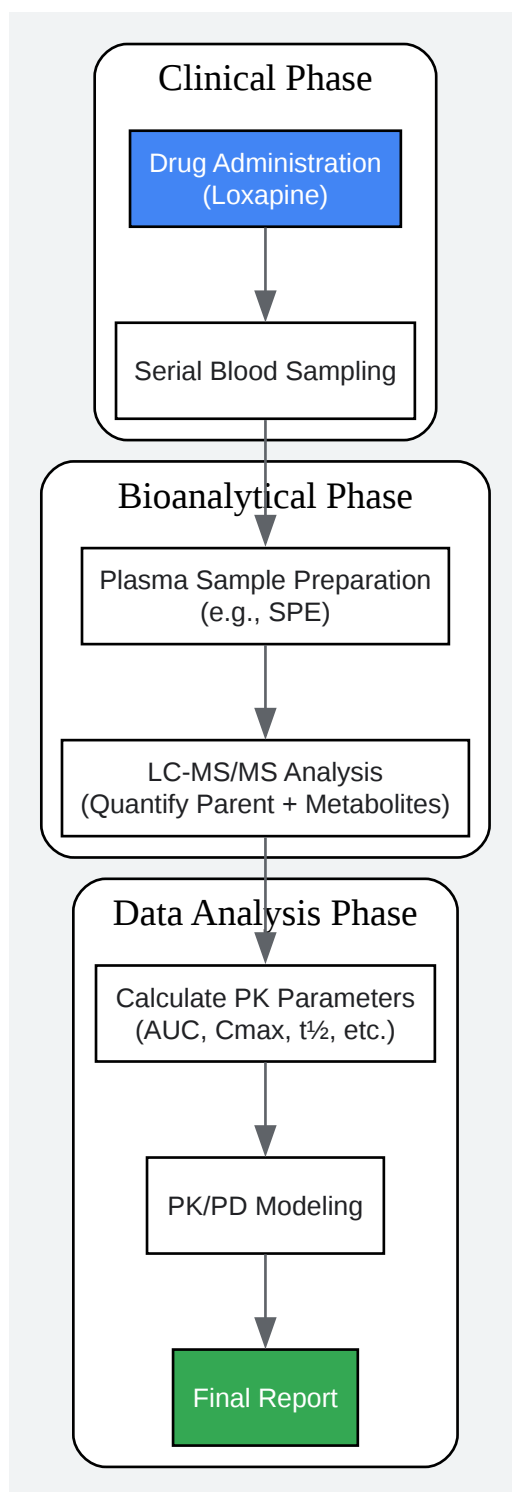 Clinical Phase
Drug Administration
(Loxapine)
Serial Blood Sampling
Bioanalytical Phase
Plasma Sample Preparation
(e.g., SPE)
LC-MS/MS Analysis
(Quantify Parent + Metabolites)
Data Analysis Phase
Calculate PK Parameters
(AUC, Cmax, t½, etc.)
PK/PD Modeling
Final Report